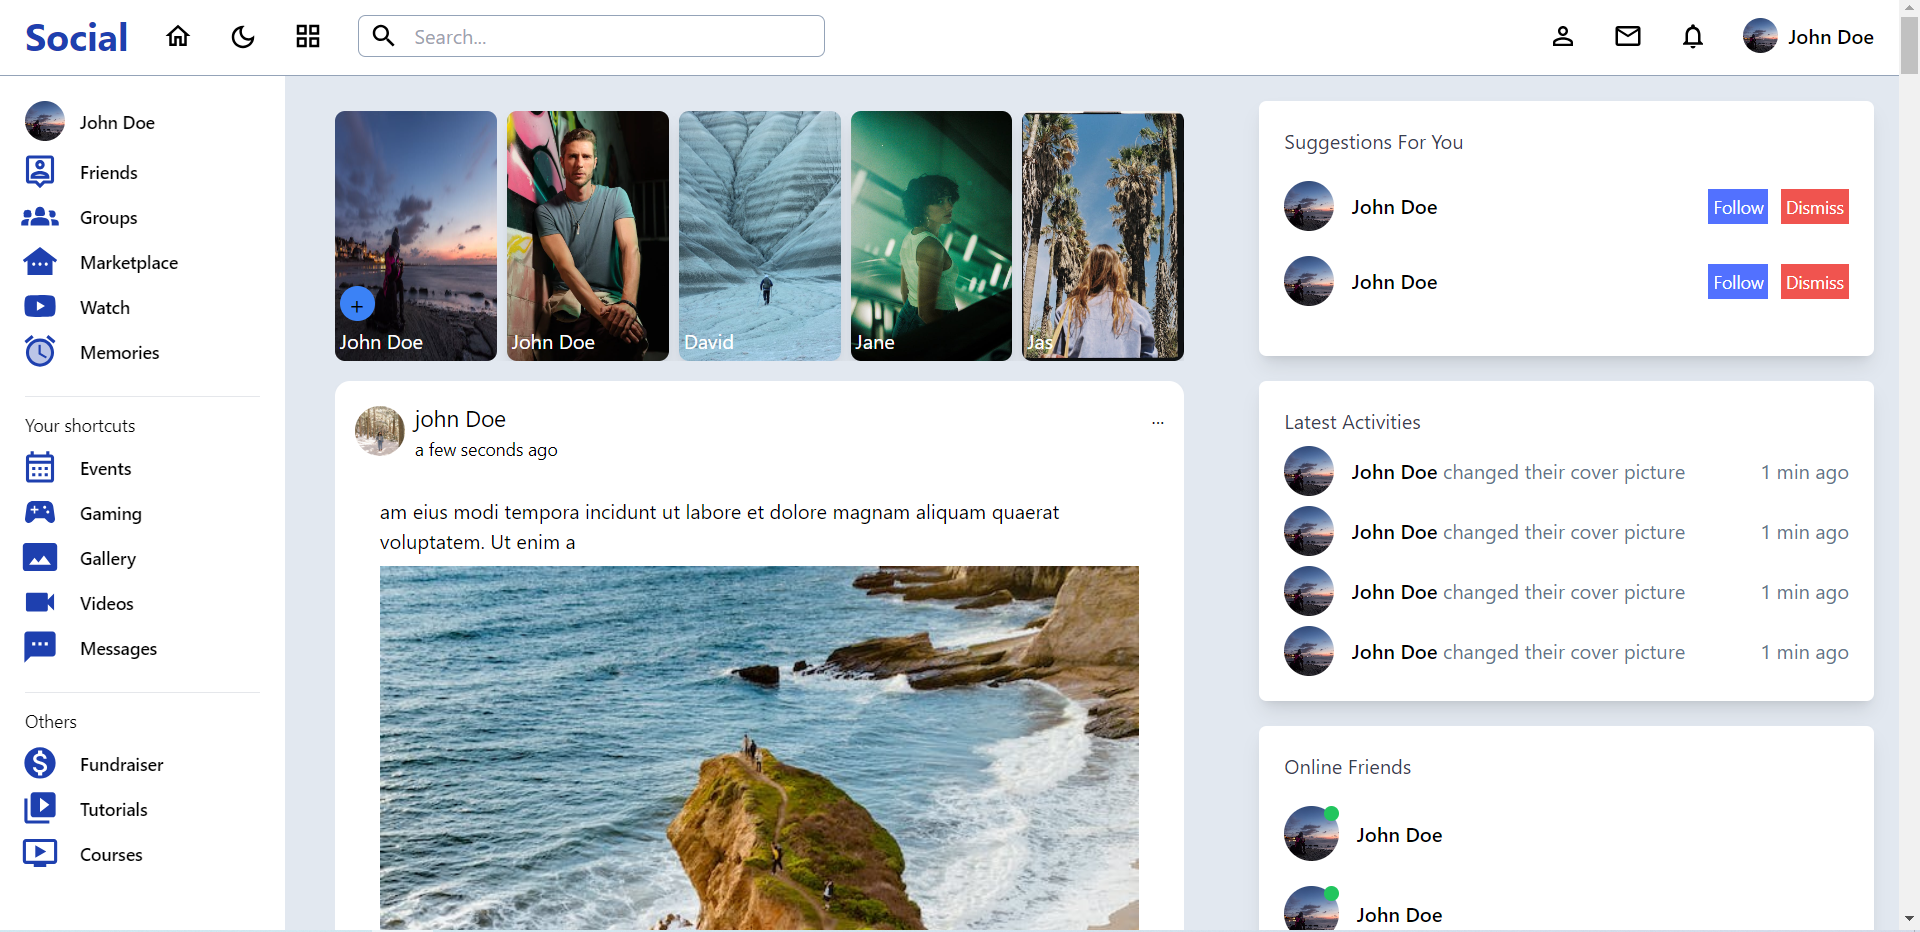 Social
Search...
John Doe
John Doe
Friends
Groups
Marketplace
Watch
Memories
Your shortcuts
Events
Gaming
Gallery
Videos
Messages
Others
Fundraiser
Tutorials
Courses
+
John Doe
John Doe
David
Jane
Jas
john Doe
...
a few seconds ago
am eius modi tempora incidunt ut labore et dolore magnam aliquam quaerat
voluptatem. Ut enim a
Suggestions For You
John Doe Follow Dismiss
John Doe Follow Dismiss
Latest Activities
John Doe changed their cover picture 1 min ago
John Doe changed their cover picture 1 min ago
John Doe changed their cover picture 1 min ago
John Doe changed their cover picture 1 min ago
Online Friends
John Doe
John Doe